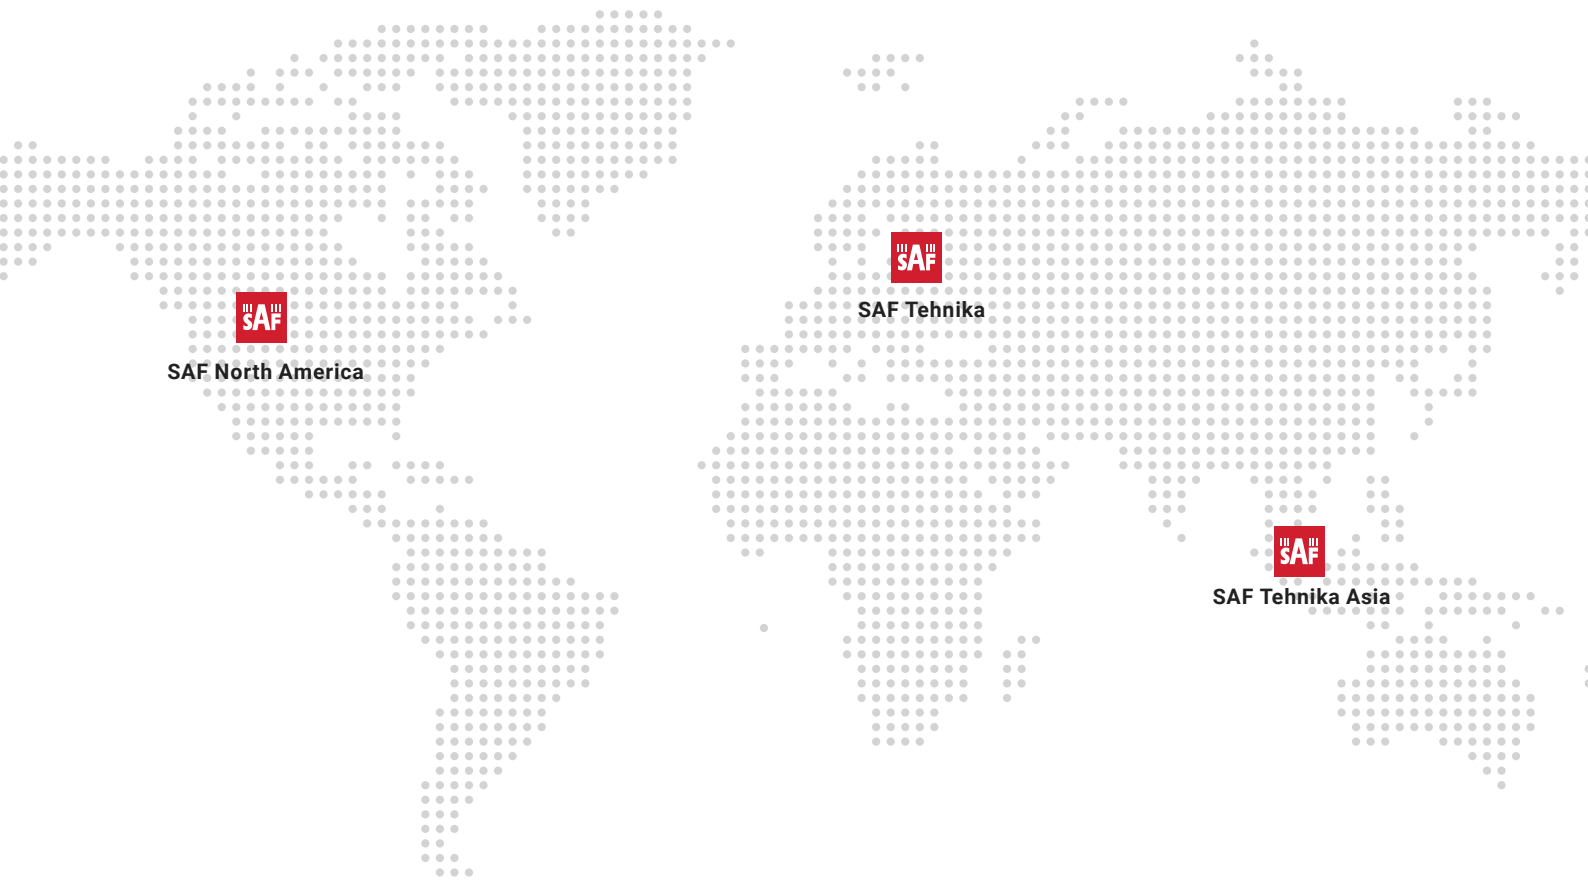 SAF
SAF Tehnika
SAF
SAF North America
SAF
SAF Tehnika Asia